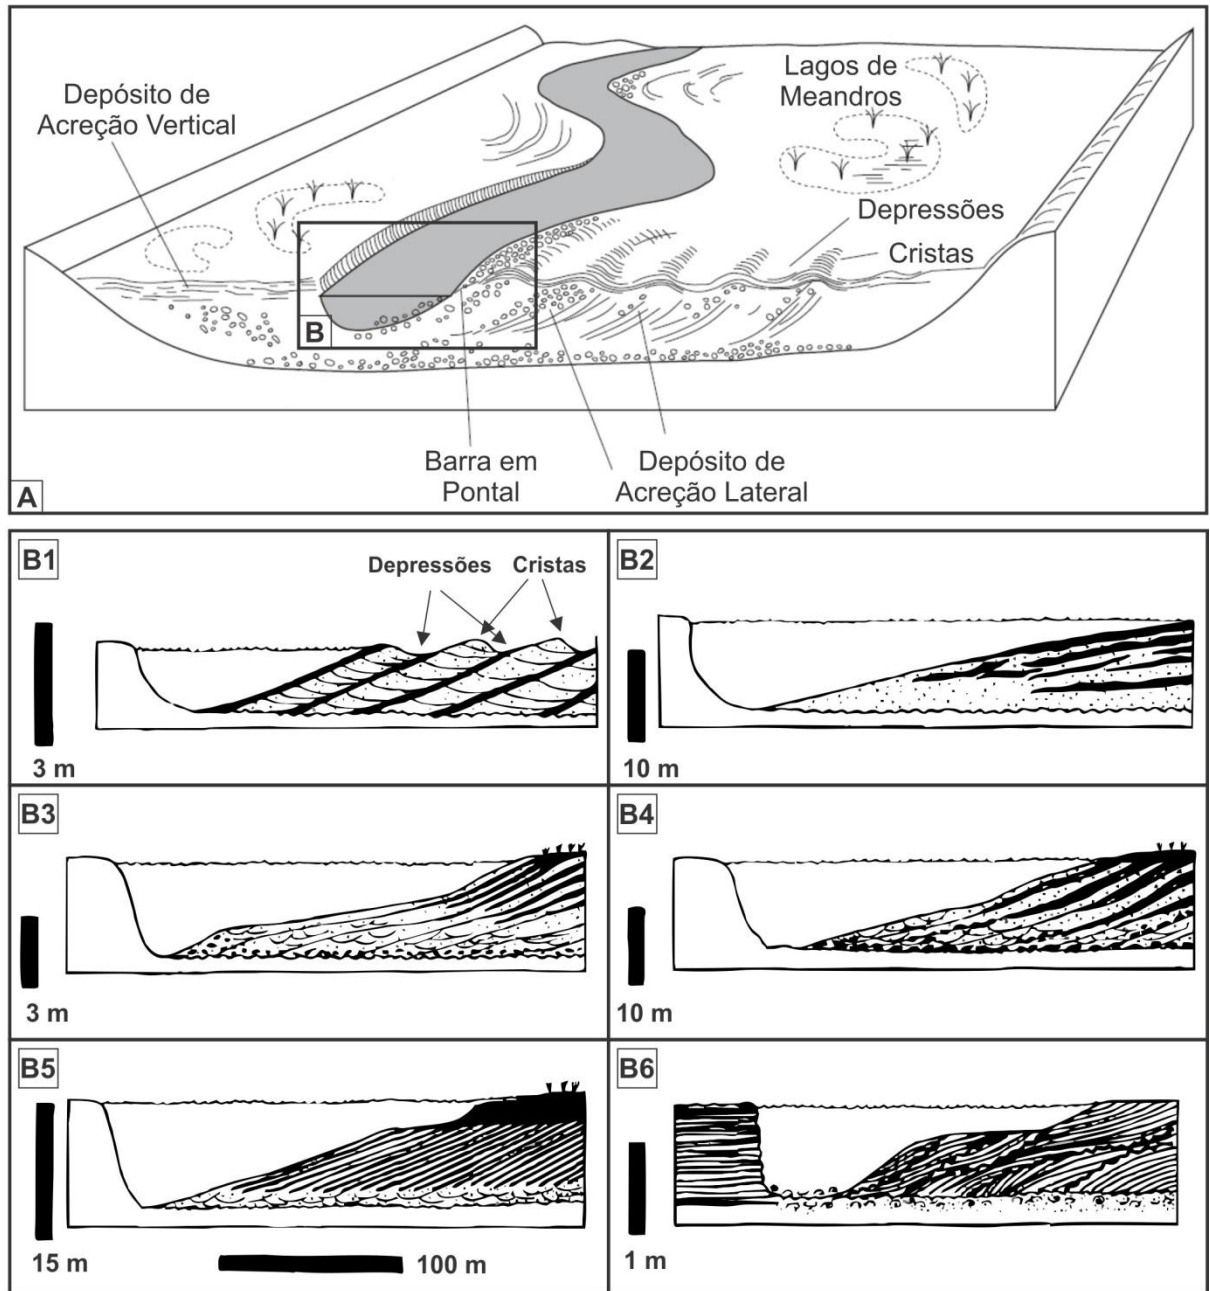 Depósito de
Acreção Vertical
Lagos de
Meandros
Depressões
Cristas
B
Barra em
Pontal
Depósito de
Acreção Lateral
A
B1
Depressões
Cristas
3 m
B2
10 m
B3
3 m
B4
10 m
B5
15 m
100 m
B6
1 m